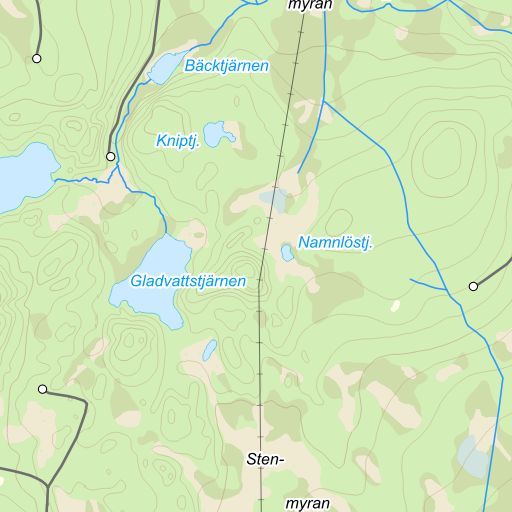 myran
Bäcktjärnen
Kniptj.
Namnlöstj.
Gladvattstjärnen
Sten-
myran